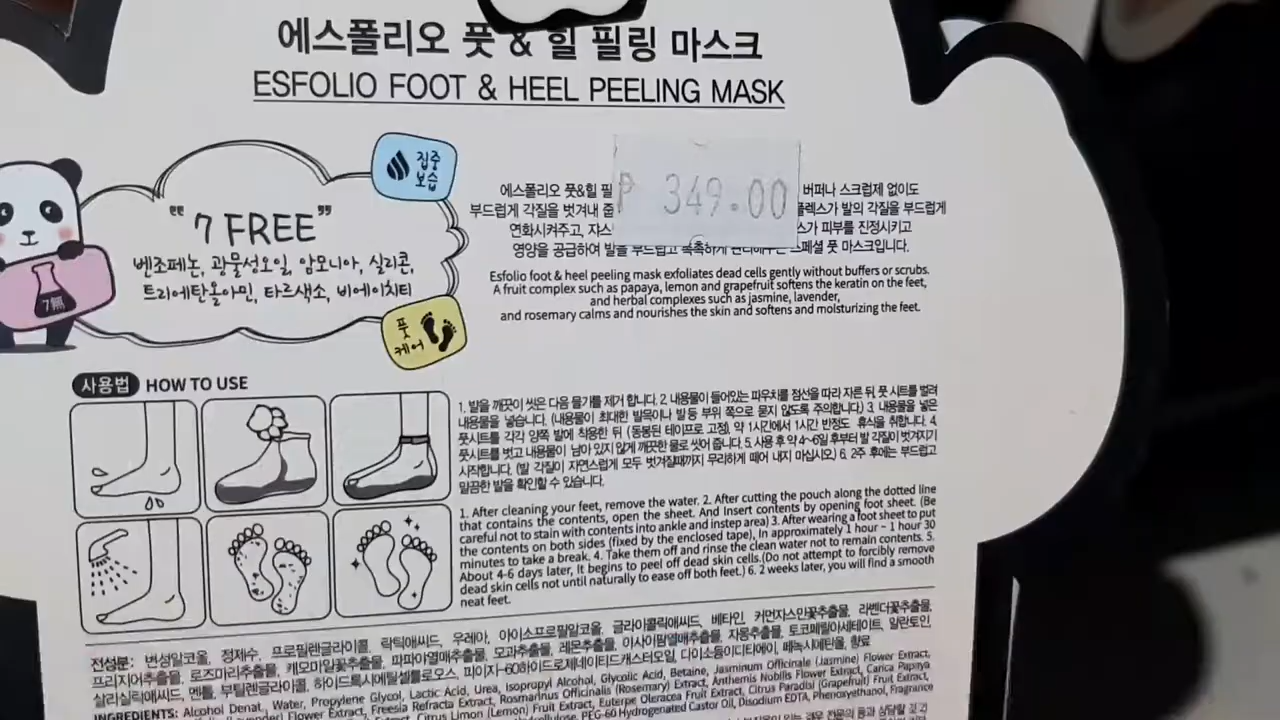 에스폴리오 풋 & 힐 필링 마스크
ESFOLIO FOOT & HEEL PEELING MASK
집중
보습
"7 FREE"
벤조페논, 광물성오일, 암모니아, 실리콘,
트리에탄올아민, 타르색소, 비에이치티
7無
풋
케어
₱ 349.00
에스폴리오 풋&힐 필 버퍼나 스크럽제 없이도
부드럽게 각질을 벗겨내 줍 플렉스가 발의 각질을 부드럽게
연화시켜주고, 쟈스 스가 피부를 진정시키고
영양을 공급하여 발을 부드럽고 촉촉하게 관리해주는 스페셜 풋 마스크입니다.
Esfolio foot & heel peeling mask exfoliates dead cells gently without buffers or scrubs.
A fruit complex such as papaya, lemon and grapefruit softens the keratin on the feet,
and herbal complexes such as jasmine, lavender,
and rosemary calms and nourishes the skin and softens and moisturizing the feet.
사용법 HOW TO USE
1. 발을 깨끗이 씻은 다음 물기를 제거 합니다. 2. 내용물이 들어있는 파우치를 점선을 따라 자른 뒤, 풋 시트를 벌려
내용물을 넣습니다. (내용물이 최대한 발목이나 발 등 부위 쪽으로 묻지 않도록 주의합니다.) 3. 내용물을 넣은
풋시트를 각각 양쪽 발에 착용한 뒤 (동봉된 테이프로 고정), 약 1시간에서 1시간 반정도 휴식을 취합니다. 4.
풋시트를 벗고 내용물이 남아 있지 않게 깨끗한 물로 씻어 줍니다. 5. 사용 후 약 4~6일 후부터 발 각질이 벗겨지기
시작합니다. (발 각질이 자연스럽게 모두 벗겨질때까지 무리하게 떼어 내지 마십시오.) 6. 2주 후에는 부드럽고
말끔한 발을 확인할 수 있습니다.
1. After cleaning your feet, remove the water. 2. After cutting the pouch along the dotted line
that contains the contents, open the sheet. And Insert contents by opening foot sheet. (Be
careful not to stain with contents into ankle and instep area) 3. After wearing a foot sheet to put
the contents on both sides (fixed by the enclosed tape), In approximately 1 hour ~ 1 hour 30
minutes to take a break. 4. Take them off and rinse the clean water not to remain contents. 5.
About 4-6 days later, It begins to peel off dead skin cells.(Do not attempt to forcibly remove
dead skin cells not until naturally to ease off both feet.) 6. 2 weeks later, you will find a smooth
neat feet.
전성분: 변성알코올, 정제수, 프로필렌글라이콜, 락틱애씨드, 우레아, 아이소프로필알코올, 글라이콜릭애씨드, 베타인, 커먼자스민꽃추출물, 라벤더꽃추출물,
프리지어추출물, 로즈마리추출물, 캐모마일꽃추출물, 파파야열매추출물, 모과추출물, 레몬추출물, 아사이팜열매추출물, 자몽추출물, 토코페릴아세테이트, 알란토인,
살리실릭애씨드, 멘톨, 부틸렌글라이콜, 하이드록시에틸셀룰로오스, 피이지-60하이드로제네이티드캐스터오일, 다이소듐이디티에이, 페녹시에탄올, 향료
INGREDIENTS: Alcohol Denat., Water, Propylene Glycol, Lactic Acid, Urea, Isopropyl Alcohol, Glycolic Acid, Betaine, Jasminum Officinale (Jasmine) Flower Extract,
(Lavender) Flower Extract, Freesia Refracta Extract, Rosmarinus Officinalis (Rosemary) Extract, Anthemis Nobilis Flower Extract, Carica Papaya
Extract, Citrus Limon (Lemon) Fruit Extract, Euterpe Oleracea Fruit Extract, Citrus Paradisi (Grapefruit) Fruit Extract,
PEG-60 Hydrogenated Castor Oil, Disodium EDTA, Phenoxyethanol, Fragrance